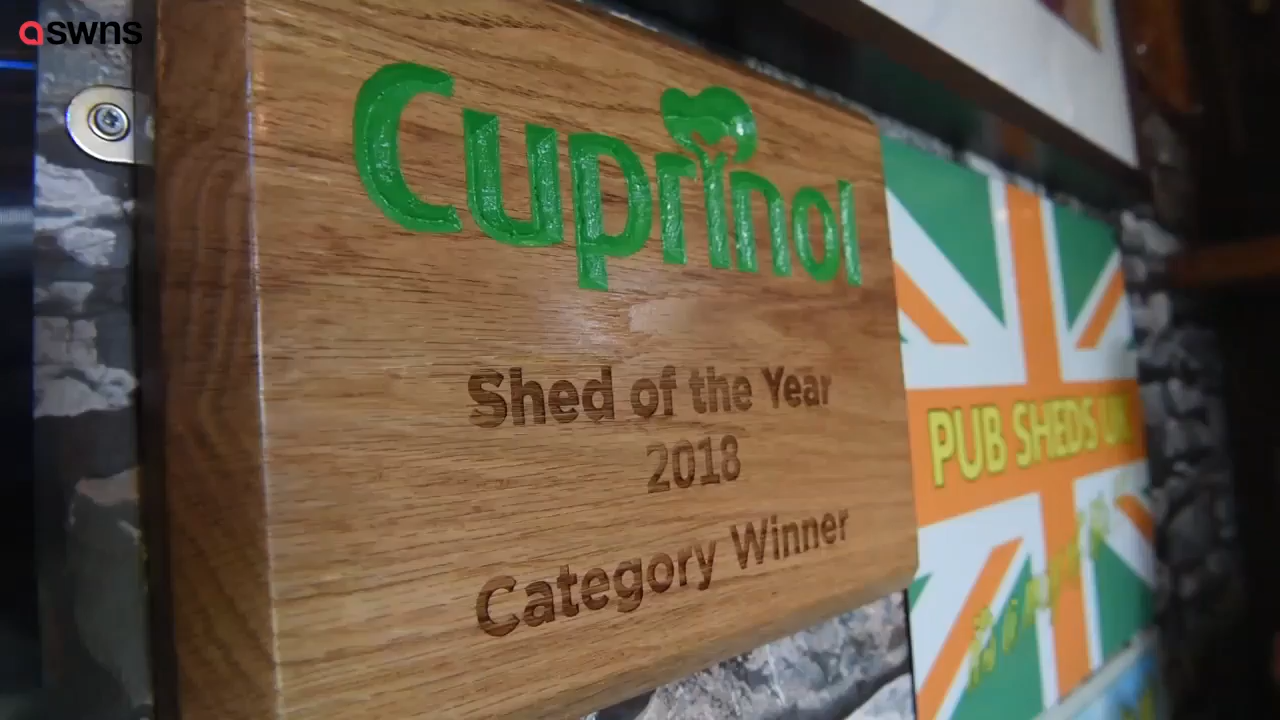 swns
Cuprinol
Shed of the Year
2018
Category Winner
PUB SHEDS UK